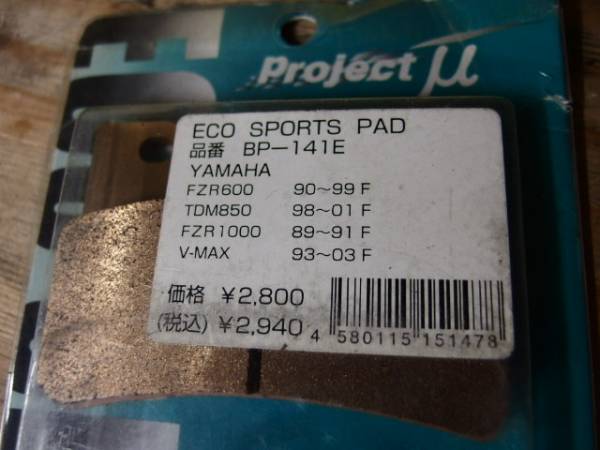 Project μ
ECO SPORTS PAD
品番 BP-141E
YAMAHA
FZR600 90~99 F
TDM850 98~01 F
FZR1000 89~91 F
V-MAX 93~03 F
価格 ¥2,800
(税込) ¥2,940
4 580115 151478